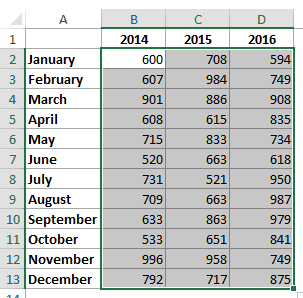 A B C D
1 2014 2015 2016
2 January 600 708 594
3 February 607 984 749
4 March 901 886 908
5 April 608 615 835
6 May 715 833 734
7 June 520 663 618
8 July 731 521 950
9 August 709 663 987
10 September 633 863 979
11 October 533 651 841
12 November 996 958 749
13 December 792 717 875